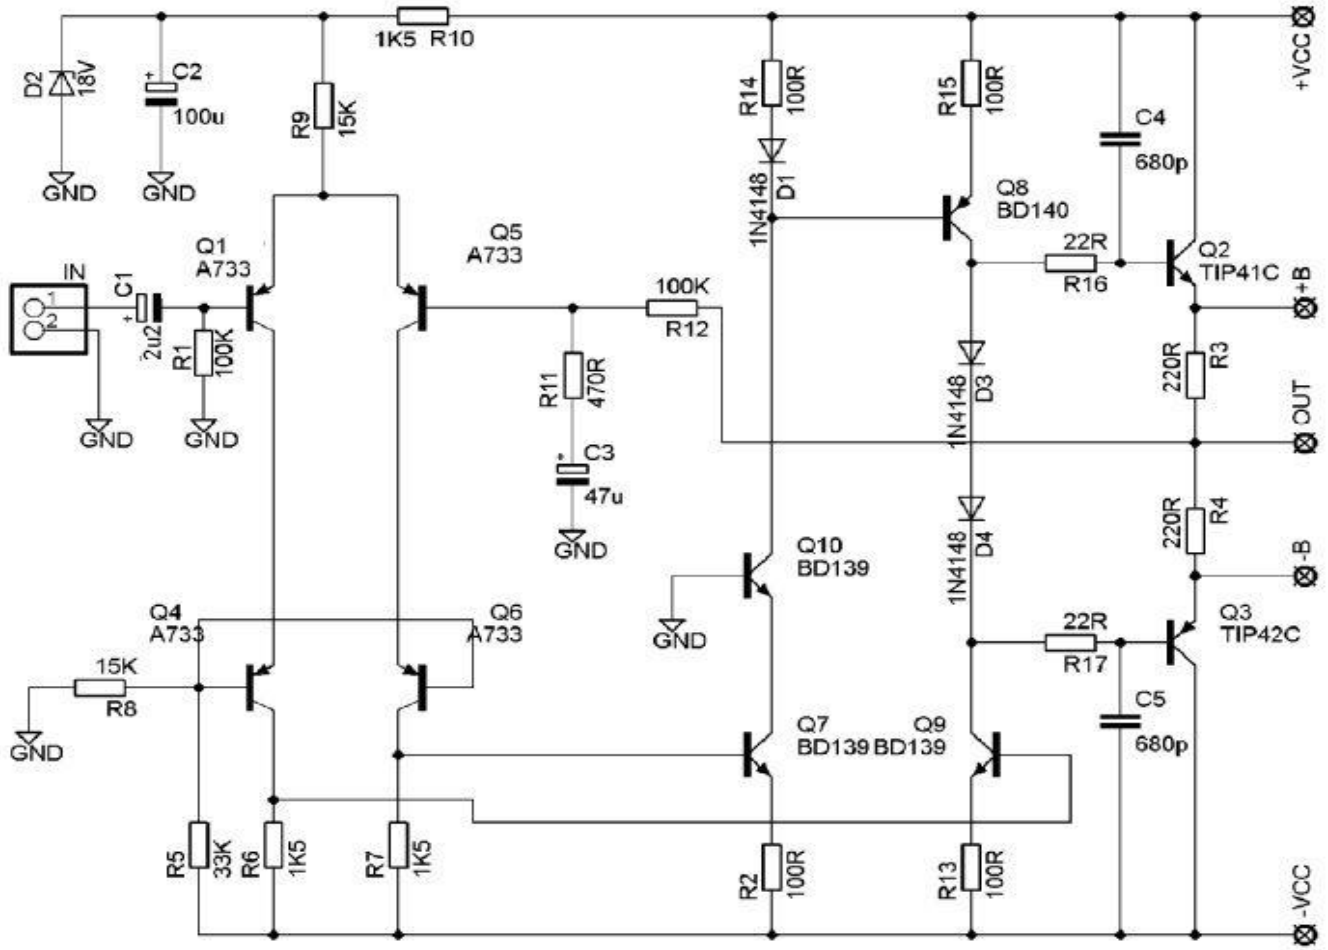 1K5 R10
+VCC
D2
18V
C2
+
100u
R9
15K
R14
100R
R15
100R
C4
680p
GND
GND
1N4148
D1
Q8
BD140
Q1
A733
Q5
A733
22R
R16
Q2
TIP41C
+B
IN
1
2
C1
+
2u2
R1
100K
100K
R12
R11
470R
1N4148
D3
220R
R3
GND
GND
OUT
+
C3
47u
GND
1N4148
D4
220R
R4
Q10
BD139
-B
Q4
A733
Q6
A733
GND
22R
R17
Q3
TIP42C
15K
R8
GND
Q7
BD139
Q9
BD139
C5
680p
R5
33K
R6
1K5
R7
1K5
R2
100R
R13
100R
-VCC